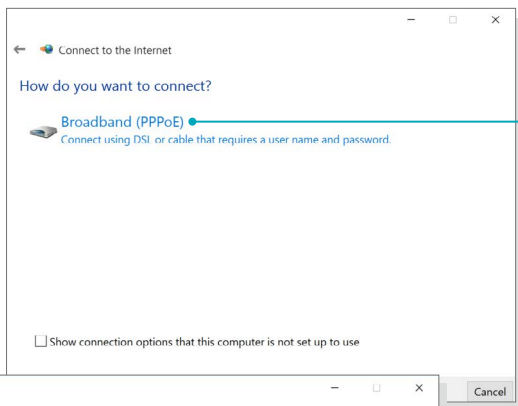 Connect to the Internet
How do you want to connect?
Broadband (PPPoE)
Connect using DSL or cable that requires a user name and password.
Show connection options that this computer is not set up to use
Cancel